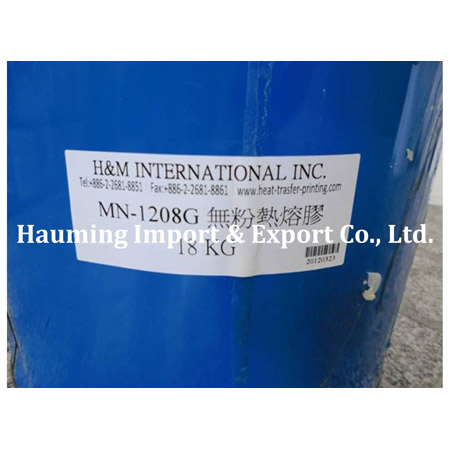 H&M INTERNATIONAL INC.
Tel:+886-2-2681-8851 Fax:+886-2-2681-8861 www.heat-trasfer-printing.com
MN-1208G 無粉熱熔膠
Hauming Import & Export Co., Ltd.
18 KG
20120323